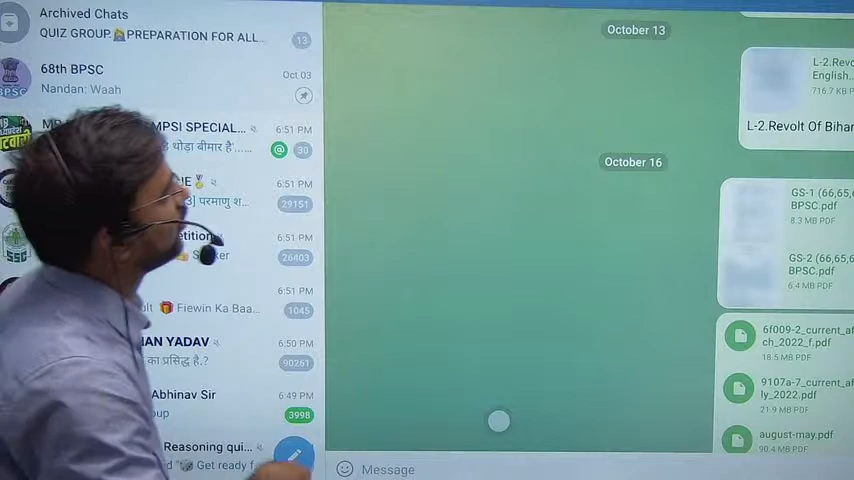 Archived Chats
QUIZ GROUP.🙋PREPARATION FOR ALL...
13
68th BPSC
Oct 03
Nandan: Waah
BPSC
MPSI SPECIAL...
6:51 PM
थोड़ा बीमार है'......
@ 30
6:51 PM
परमाणु श...
29151
6:51 PM
26403
6:51 PM
Fiewin Ka Baa...
1045
YADAV
6:50 PM
का प्रसिद्ध है.?
90261
Abhinav Sir
6:49 PM
3998
Reasoning qui...
Get ready f
SSC
October 13
L-2.Revo
English...
716.7 KB P
L-2.Revolt Of Bihar
October 16
GS-1 (66,65,6
BPSC.pdf
8.3 MB PDF
GS-2 (66,65,6
BPSC.pdf
6.4 MB PDF
6f009-2_current_af
ch_2022_f.pdf
18.5 MB PDF
9107a-7_current_af
ly_2022.pdf
21.9 MB PDF
august-may.pdf
90.4 MB PDF
Message